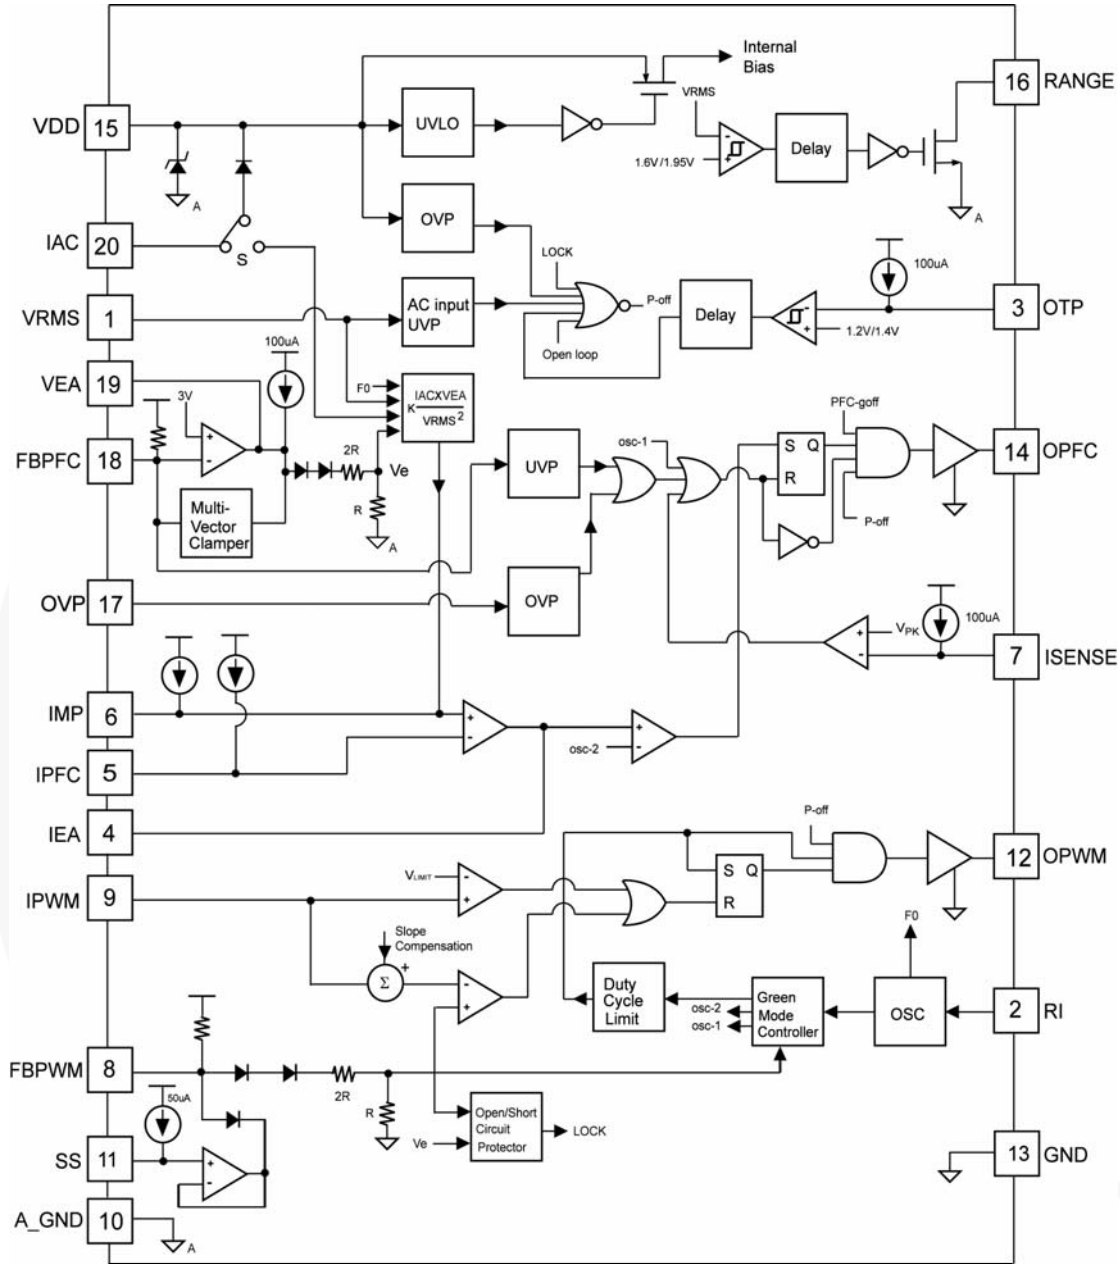 Internal
Bias
VDD 15
UVLO
VRMS
1.6V/1.95V
-
+
Delay
16 RANGE
A
A
OVP
IAC 20
S
LOCK
P-off
Open loop
100uA
VRMS 1
AC input
UVP
Delay
-
+
1.2V/1.4V
3 OTP
VEA 19
100uA
F0
K IACXVEA
VRMS2
3V
+
-
FBPFC 18
2R
Ve
R
A
Multi-
Vector
Clamper
UVP
osc-1
S Q
R
PFC-goff
P-off
14 OPFC
OVP 17
OVP
VPK
+
-
100uA
7 ISENSE
IMP 6
+
-
osc-2
+
-
IPFC 5
IEA 4
P-off
12 OPWM
S Q
R
IPWM 9
VLIMIT
-
+
Slope
Compensation
Σ
+
-
+
F0
Duty
Cycle
Limit
osc-2
osc-1
Green
Mode
Controller
OSC
2 RI
FBPWM 8
2R
R
50uA
Open/Short
Circuit
Protector
Ve
LOCK
SS 11
+
-
13 GND
A_GND 10
A